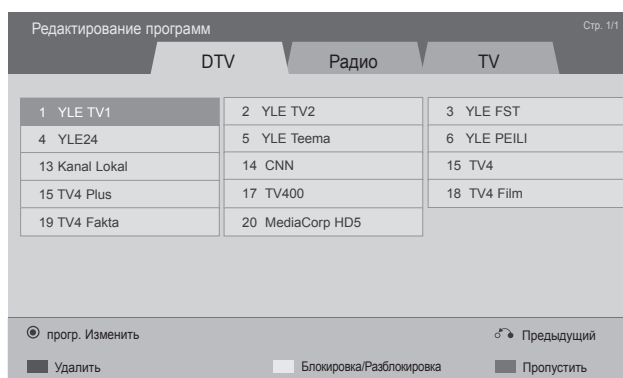 Редактирование программ Стр. 1/1
DTV Радио TV
1 YLE TV1 2 YLE TV2 3 YLE FST
4 YLE24 5 YLE Teema 6 YLE PEILI
13 Kanal Lokal 14 CNN 15 TV4
15 TV4 Plus 17 TV400 18 TV4 Film
19 TV4 Fakta 20 MediaCorp HD5
прогр. Изменить Предыдущий
Удалить Блокировка/Разблокировка Пропустить